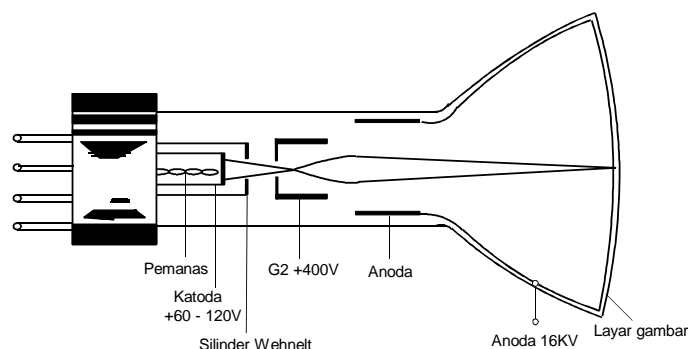 Pemanas
Katoda
+60 - 120V
Silinder Wehnelt
G2 +400V
Anoda
Anoda 16KV
Layar gambar